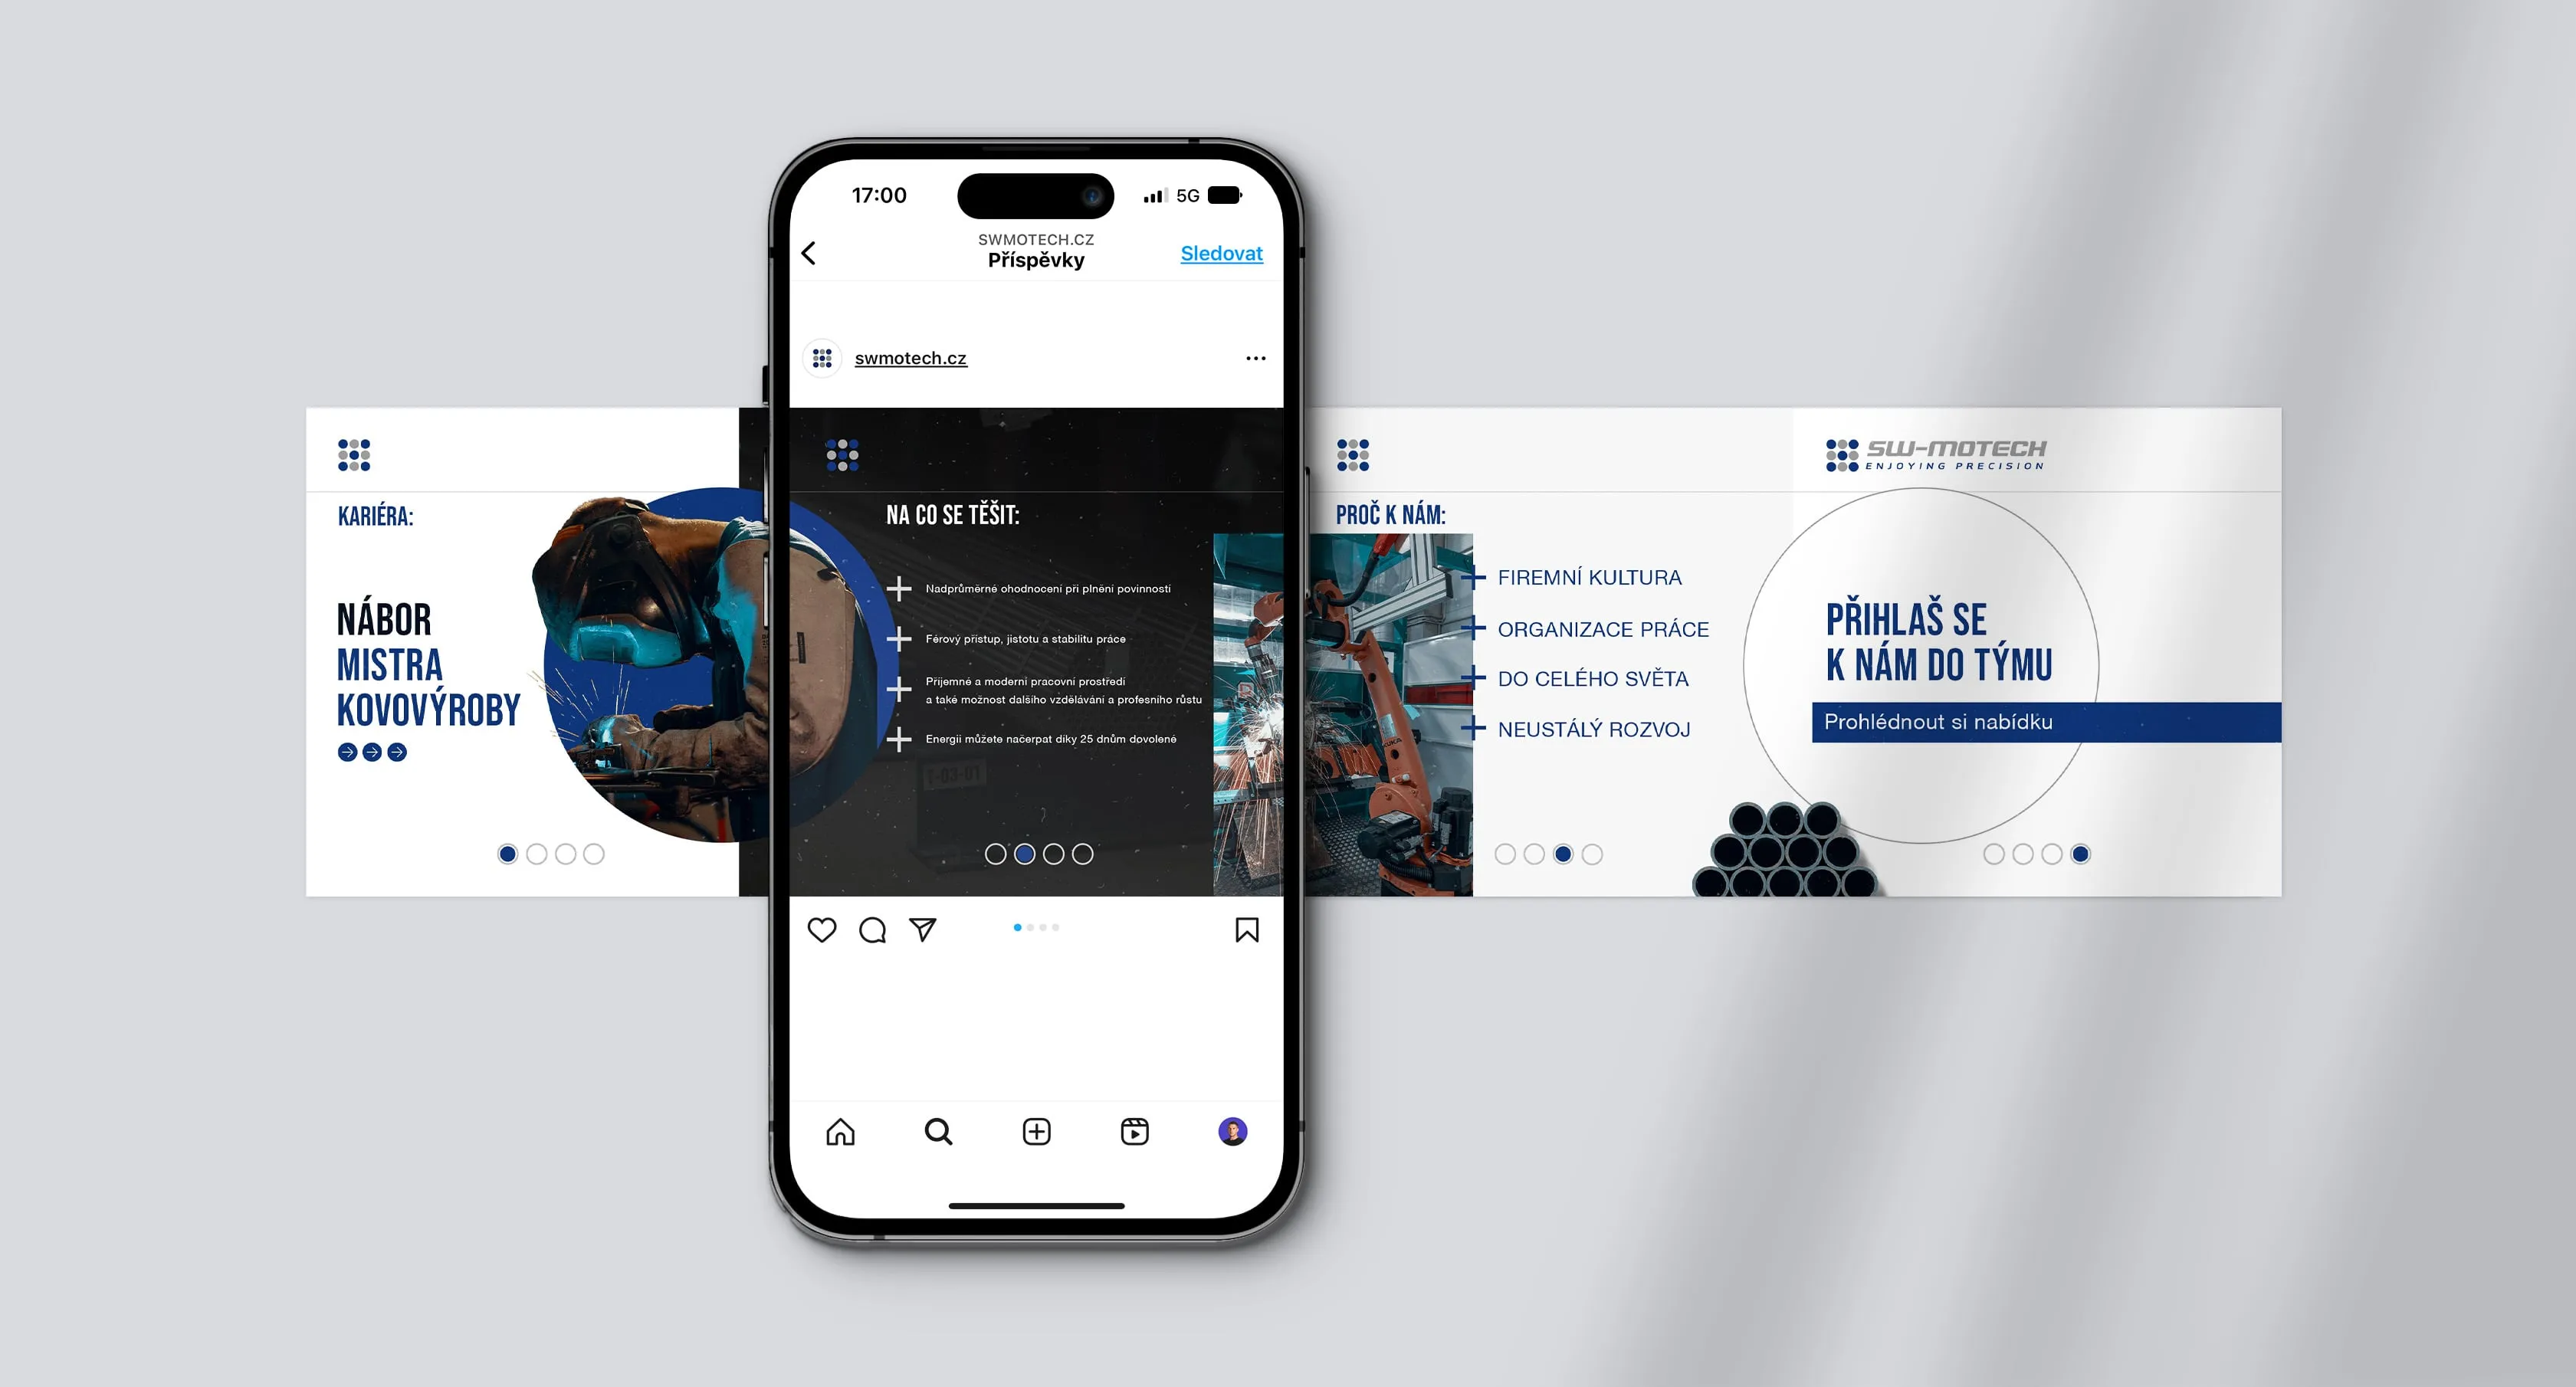 17:00
5G
SWMOTECH.CZ
Příspěvky
Sledovat
swmotech.cz
KARIÉRA:
NÁBOR
MISTRA
KOVOVÝROBY
NA CO SE TĚŠIT:
Nadprůměrné ohodnocení při plnění povinností
Férový přístup, jistotu a stabilitu práce
Příjemné a moderní pracovní prostředí
a také možnost dalšího vzdělávání a profesního růstu
Energii můžete načerpat díky 25 dnům dovolené
T-03-01
PROČ K NÁM:
FIREMNÍ KULTURA
ORGANIZACE PRÁCE
DO CELÉHO SVĚTA
NEUSTÁLÝ ROZVOJ
KUKA
SW-MOTECH
ENJOYING PRECISION
PŘIHLAŠ SE
K NÁM DO TÝMU
Prohlédnout si nabídku